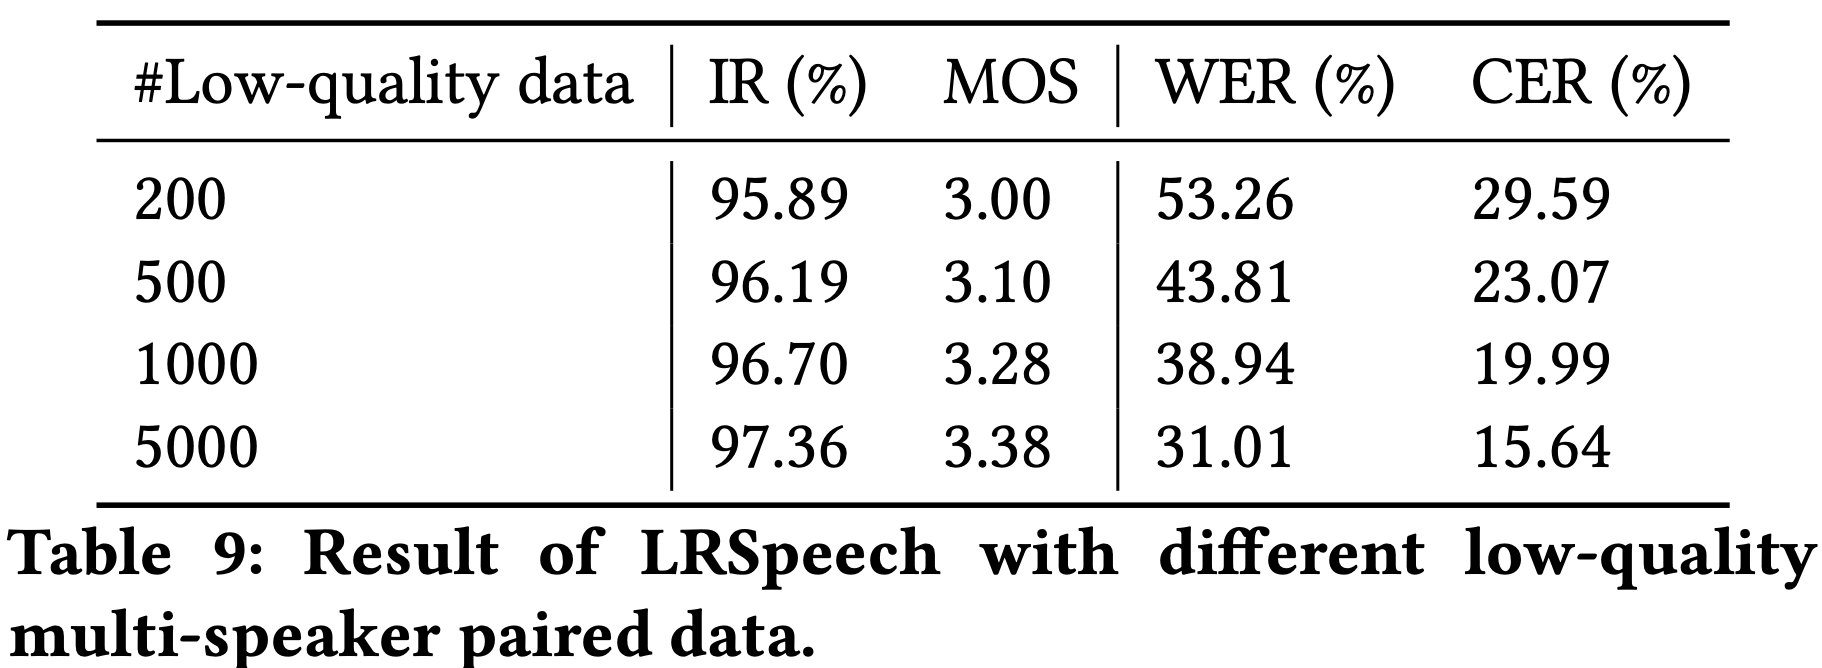 #Low-quality data IR (%) MOS WER (%) CER (%)
200 95.89 3.00 53.26 29.59
500 96.19 3.10 43.81 23.07
1000 96.70 3.28 38.94 19.99
5000 97.36 3.38 31.01 15.64
Table 9: Result of LRSpeech with different low-quality
multi-speaker paired data.